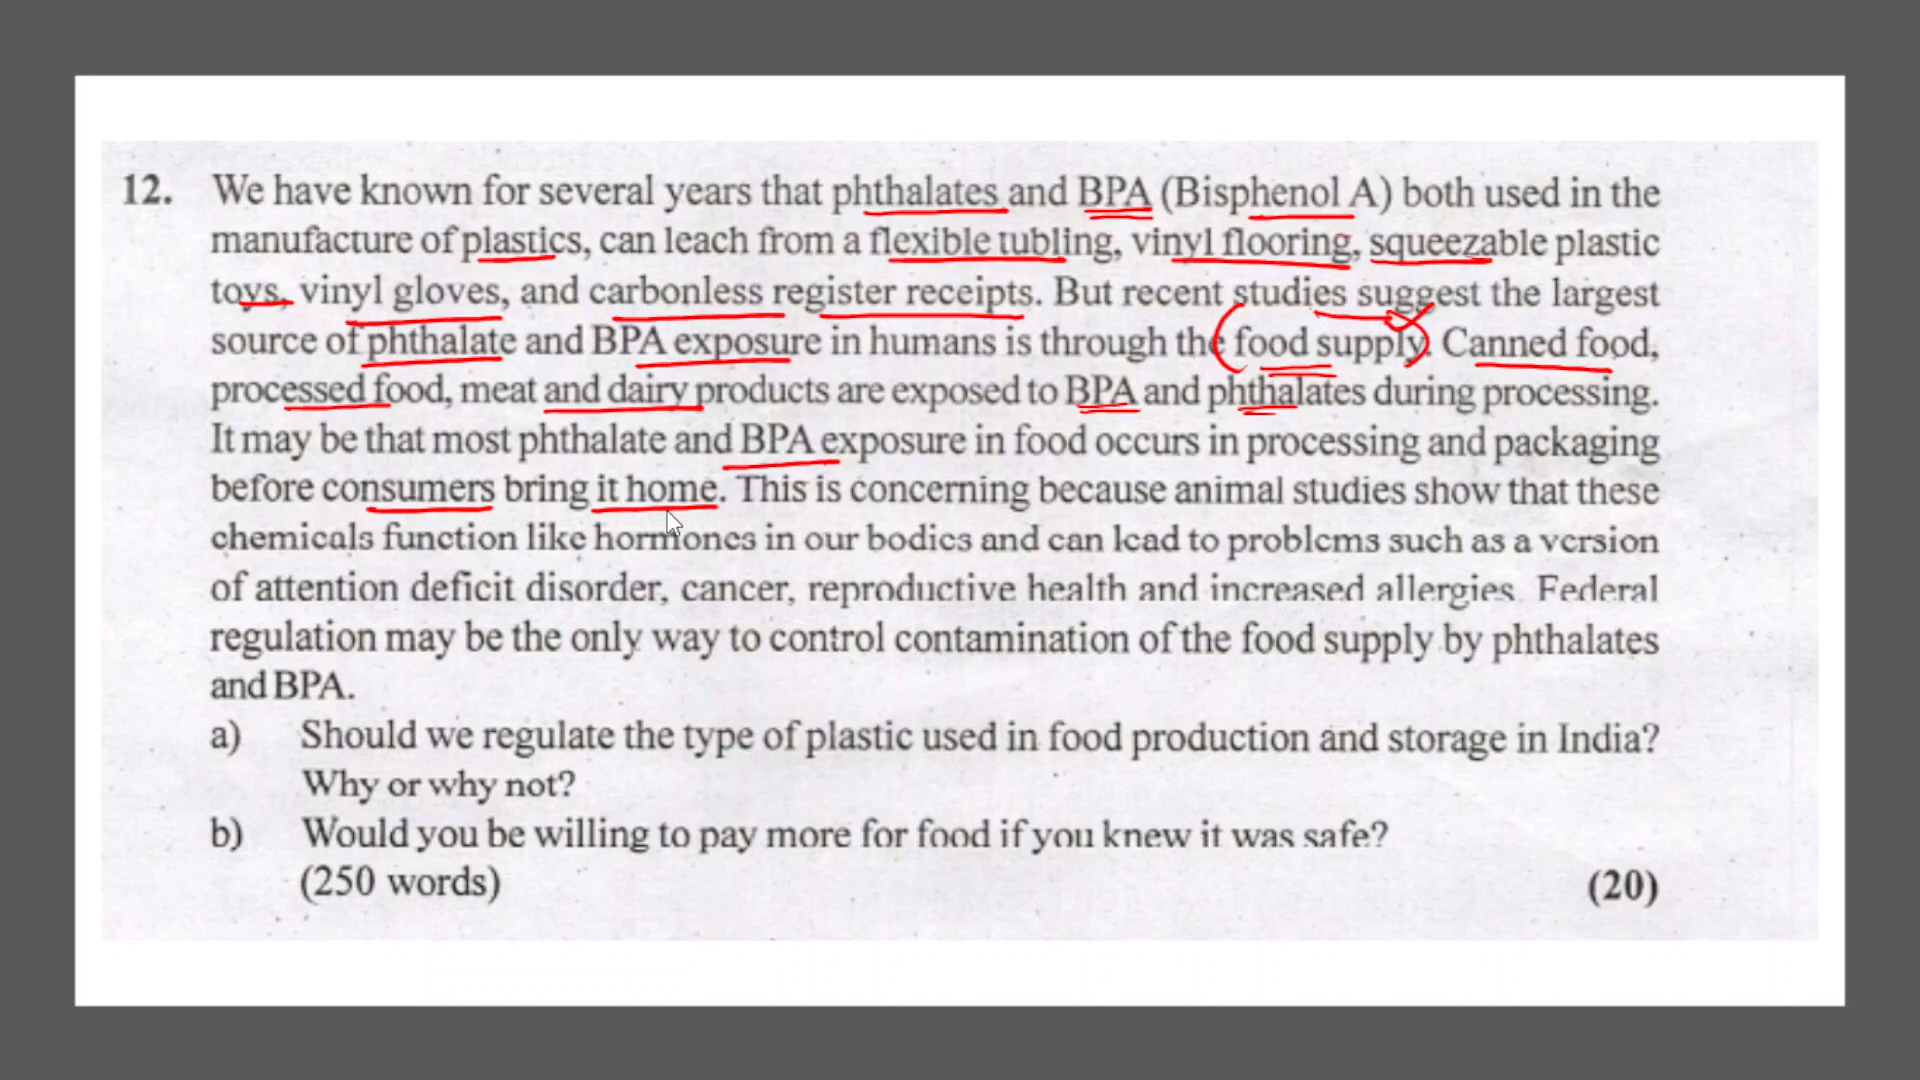 12. We have known for several years that phthalates and BPA (Bisphenol A) both used in the
manufacture of plastics, can leach from a flexible tubling, vinyl flooring, squeezable plastic
toys, vinyl gloves, and carbonless register receipts. But recent studies suggest the largest
source of phthalate and BPA exposure in humans is through the food supply. Canned food,
processed food, meat and dairy products are exposed to BPA and phthalates during processing.
It may be that most phthalate and BPA exposure in food occurs in processing and packaging
before consumers bring it home. This is concerning because animal studies show that these
chemicals function like hormones in our bodies and can lead to problems such as a version
of attention deficit disorder, cancer, reproductive health and increased allergies. Federal
regulation may be the only way to control contamination of the food supply by phthalates
and BPA.
a) Should we regulate the type of plastic used in food production and storage in India?
Why or why not?
b) Would you be willing to pay more for food if you knew it was safe?
(250 words) (20)